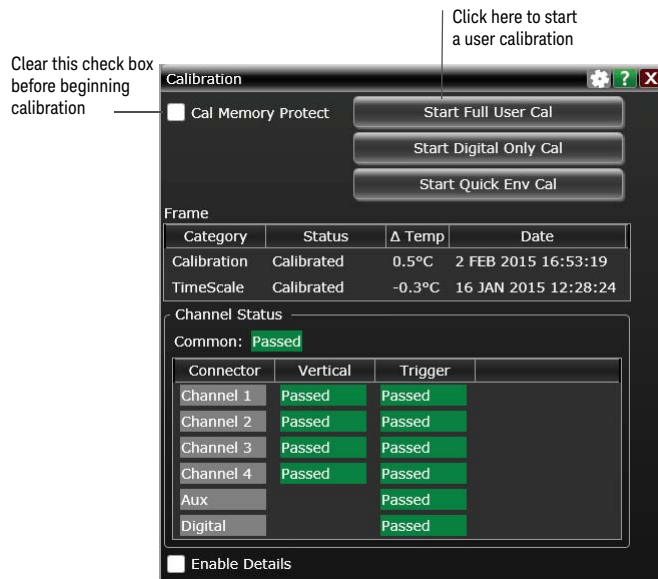 Click here to start
a user calibration
Clear this check box
before beginning
calibration
Calibration ? X
Cal Memory Protect Start Full User Cal
Start Digital Only Cal
Start Quick Env Cal
Frame
Category Status Δ Temp Date
Calibration Calibrated 0.5°C 2 FEB 2015 16:53:19
TimeScale Calibrated -0.3°C 16 JAN 2015 12:28:24
Channel Status
Common: Passed
Connector Vertical Trigger
Channel 1 Passed Passed
Channel 2 Passed Passed
Channel 3 Passed Passed
Channel 4 Passed Passed
Aux Passed
Digital Passed
Enable Details